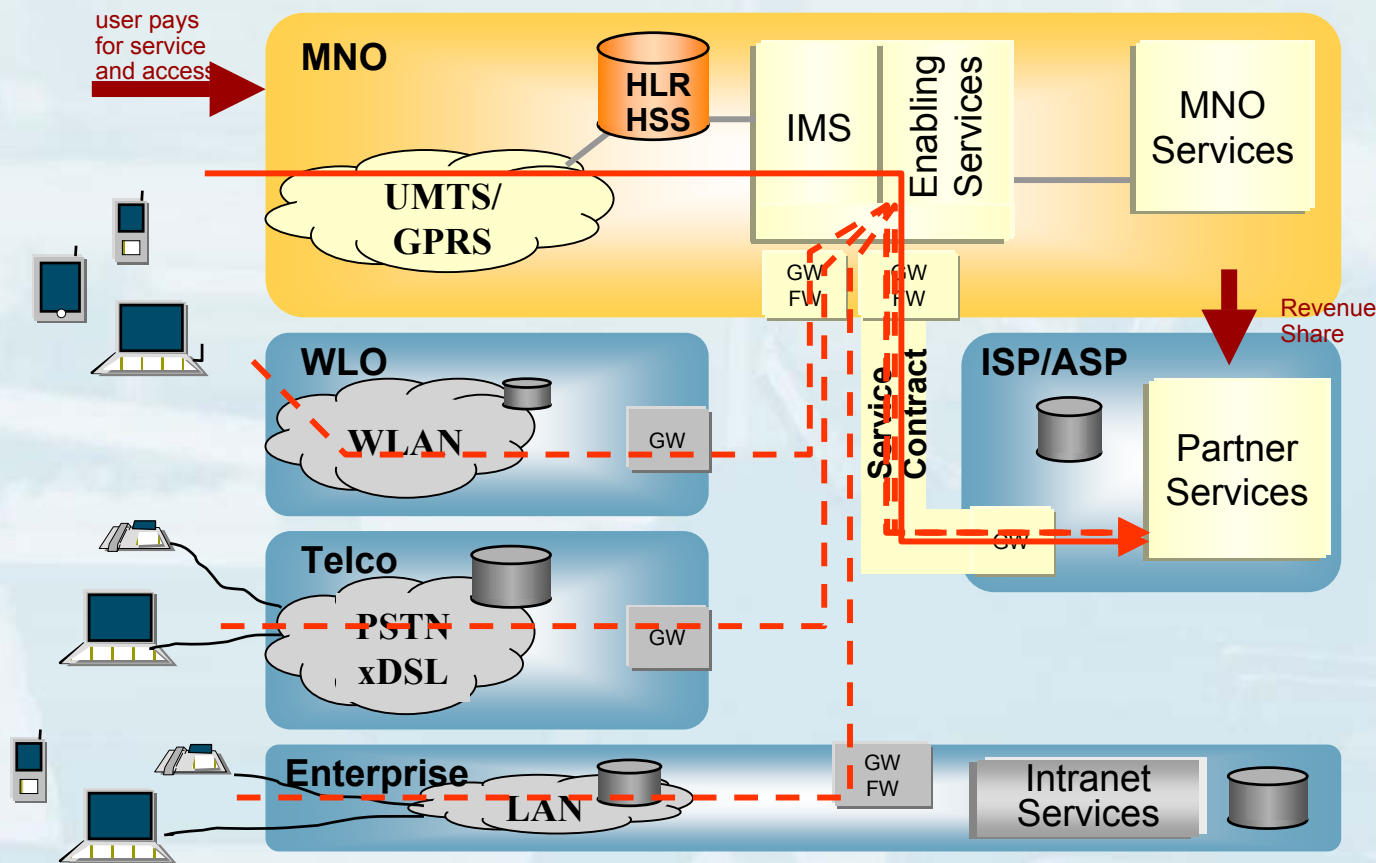 user pays
for service
and access
MNO
HLR
HSS
IMS
Enabling
Services
MNO
Services
UMTS/
GPRS
GW
FW
GW
FW
Revenue
Share
WLO
WLAN
GW
Service
Contract
ISP/ASP
Partner
Services
GW
Telco
PSTN
xDSL
GW
Enterprise
LAN
GW
FW
Intranet
Services